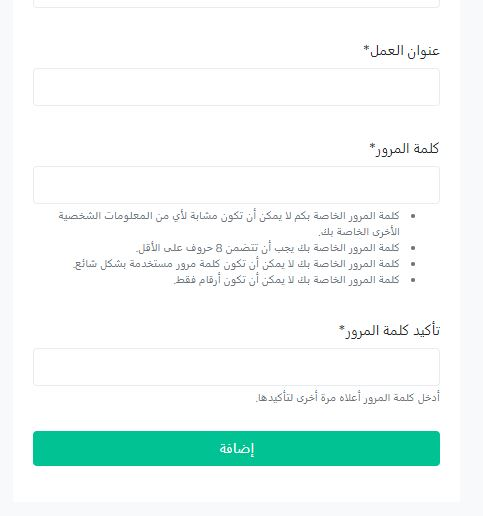 عنوان العمل*
كلمة المرور*
كلمة المرور الخاصة بكم لا يمكن أن تكون مشابة لأي من المعلومات الشخصية
الأخرى الخاصة بك.
كلمة المرور الخاصة بك يجب أن تتضمن 8 حروف على الأقل.
كلمة المرور الخاصة بك لا يمكن أن تكون كلمة مرور مستخدمة بشكل شائع.
كلمة المرور الخاصة بك لا يمكن أن تكون أرقام فقط.
تأكيد كلمة المرور*
أدخل كلمة المرور أعلاه مرة أخرى لتأكيدها.
إضافة